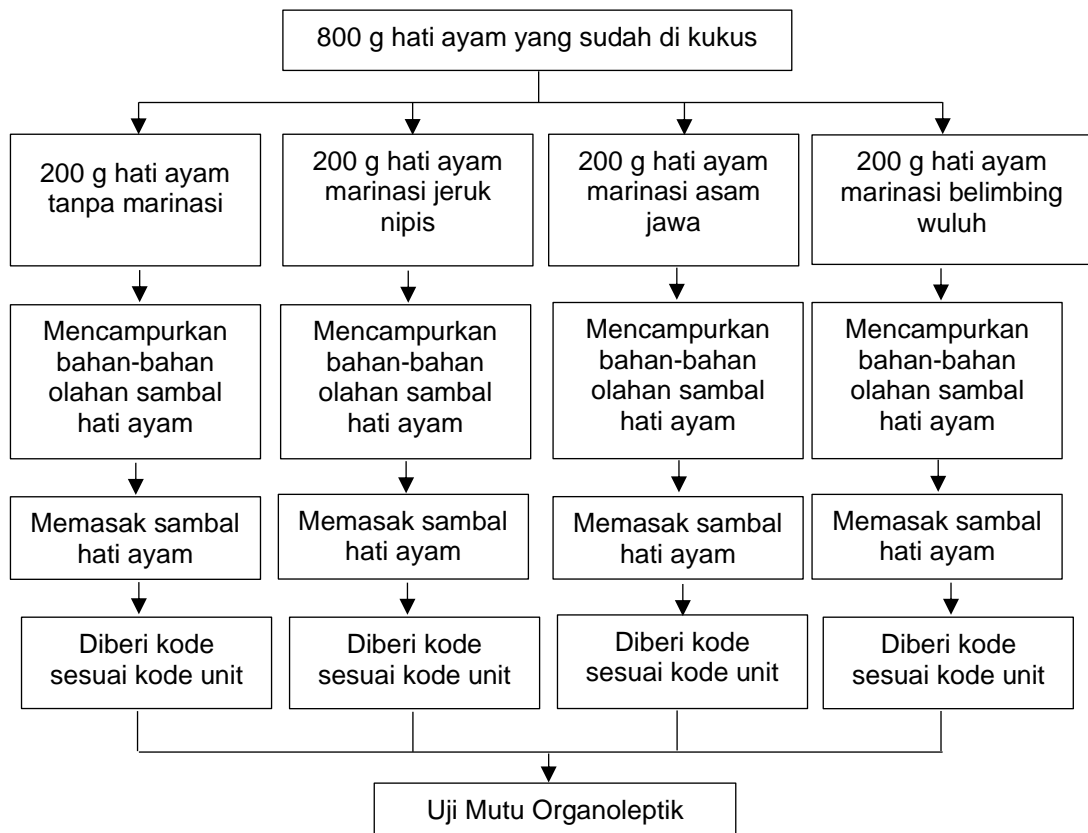 800 g hati ayam yang sudah di kukus
200 g hati ayam
tanpa marinasi
200 g hati ayam
marinasi jeruk
nipis
200 g hati ayam
marinasi asam
jawa
200 g hati ayam
marinasi belimbing
wuluh
Mencampurkan
bahan-bahan
olahan sambal
hati ayam
Mencampurkan
bahan-bahan
olahan sambal
hati ayam
Mencampurkan
bahan-bahan
olahan sambal
hati ayam
Mencampurkan
bahan-bahan
olahan sambal
hati ayam
Memasak sambal
hati ayam
Memasak sambal
hati ayam
Memasak sambal
hati ayam
Memasak sambal
hati ayam
Diberi kode
sesuai kode unit
Diberi kode
sesuai kode unit
Diberi kode
sesuai kode unit
Diberi kode
sesuai kode unit
Uji Mutu Organoleptik